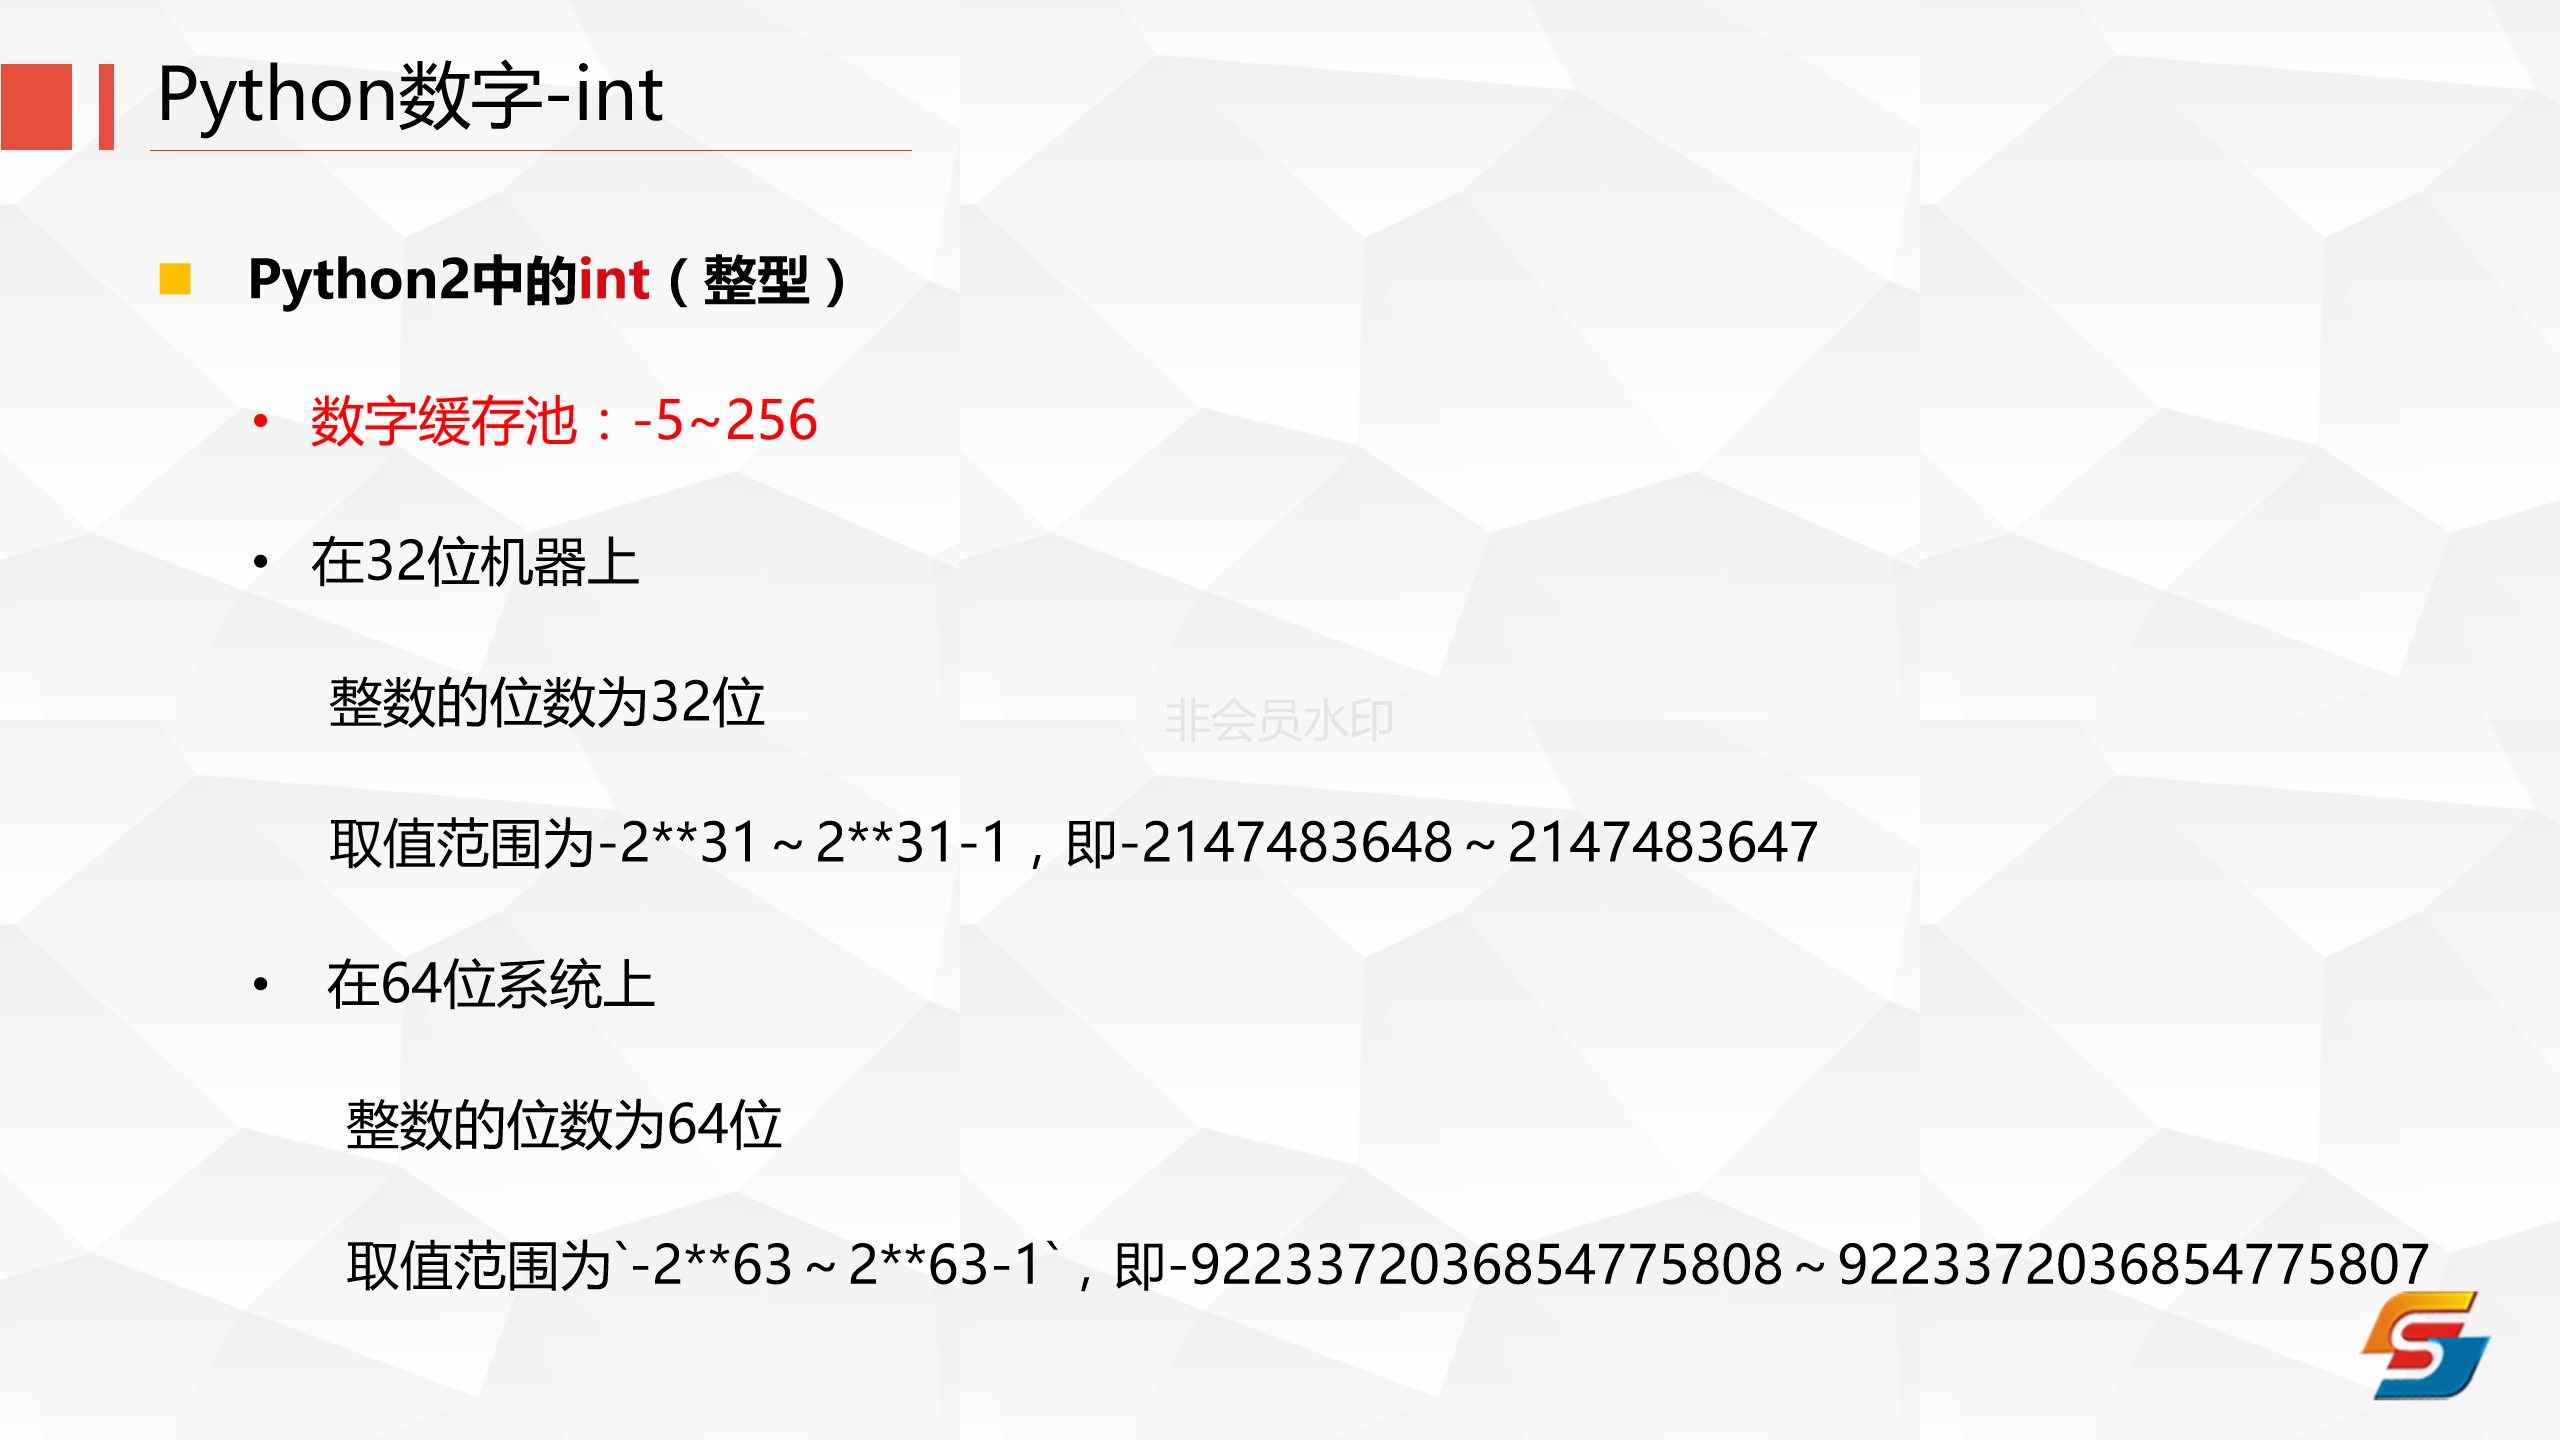 Python数字-int
Python2中的int（整型）
• 数字缓存池：-5~256
• 在32位机器上
整数的位数为32位
非会员水印
取值范围为-2**31～2**31-1，即-2147483648～2147483647
• 在64位系统上
整数的位数为64位
取值范围为`-2**63～2**63-1`，即-9223372036854775808～9223372036854775807